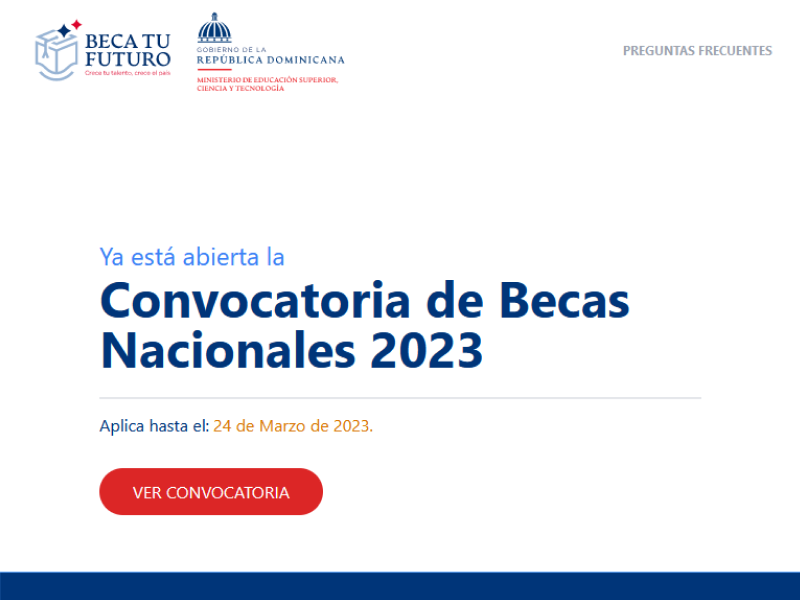 BECA TU
FUTURO
Crece tu talento, crece el país
GOBIERNO DE LA
REPÚBLICA DOMINICANA
MINISTERIO DE EDUCACIÓN SUPERIOR,
CIENCIA Y TECNOLOGÍA
PREGUNTAS FRECUENTES
Ya está abierta la
Convocatoria de Becas
Nacionales 2023
Aplica hasta el: 24 de Marzo de 2023.
VER CONVOCATORIA